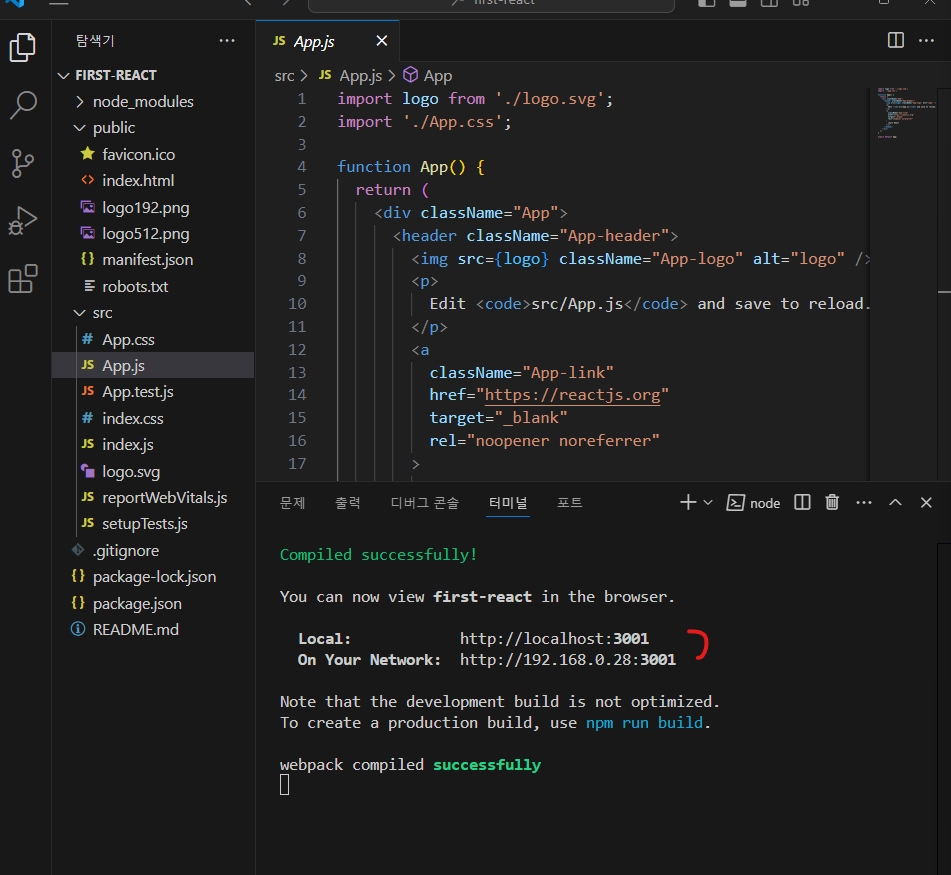 first-react
탐색기
···
JS App.js
···
FIRST-REACT
node_modules
public
favicon.ico
<> index.html
logo192.png
logo512.png
{} manifest.json
robots.txt
src
# App.css
JS App.js
JS App.test.js
# index.css
JS index.js
logo.svg
JS reportWebVitals.js
JS setupTests.js
.gitignore
{} package-lock.json
{} package.json
README.md
src > JS App.js > App
1 import logo from './logo.svg';
2 import './App.css';
3
4 function App() {
5 return (
6 <div className="App">
7 <header className="App-header">
8 <img src={logo} className="App-logo" alt="logo" />
9 <p>
10 Edit <code>src/App.js</code> and save to reload.
11 </p>
12 <a
13 className="App-link"
14 href="https://reactjs.org"
15 target="_blank"
16 rel="noopener noreferrer"
17 >
문제 출력 디버그 콘솔 터미널 포트
node
···
Compiled successfully!
You can now view first-react in the browser.
Local: http://localhost:3001
On Your Network: http://192.168.0.28:3001
Note that the development build is not optimized.
To create a production build, use npm run build.
webpack compiled successfully